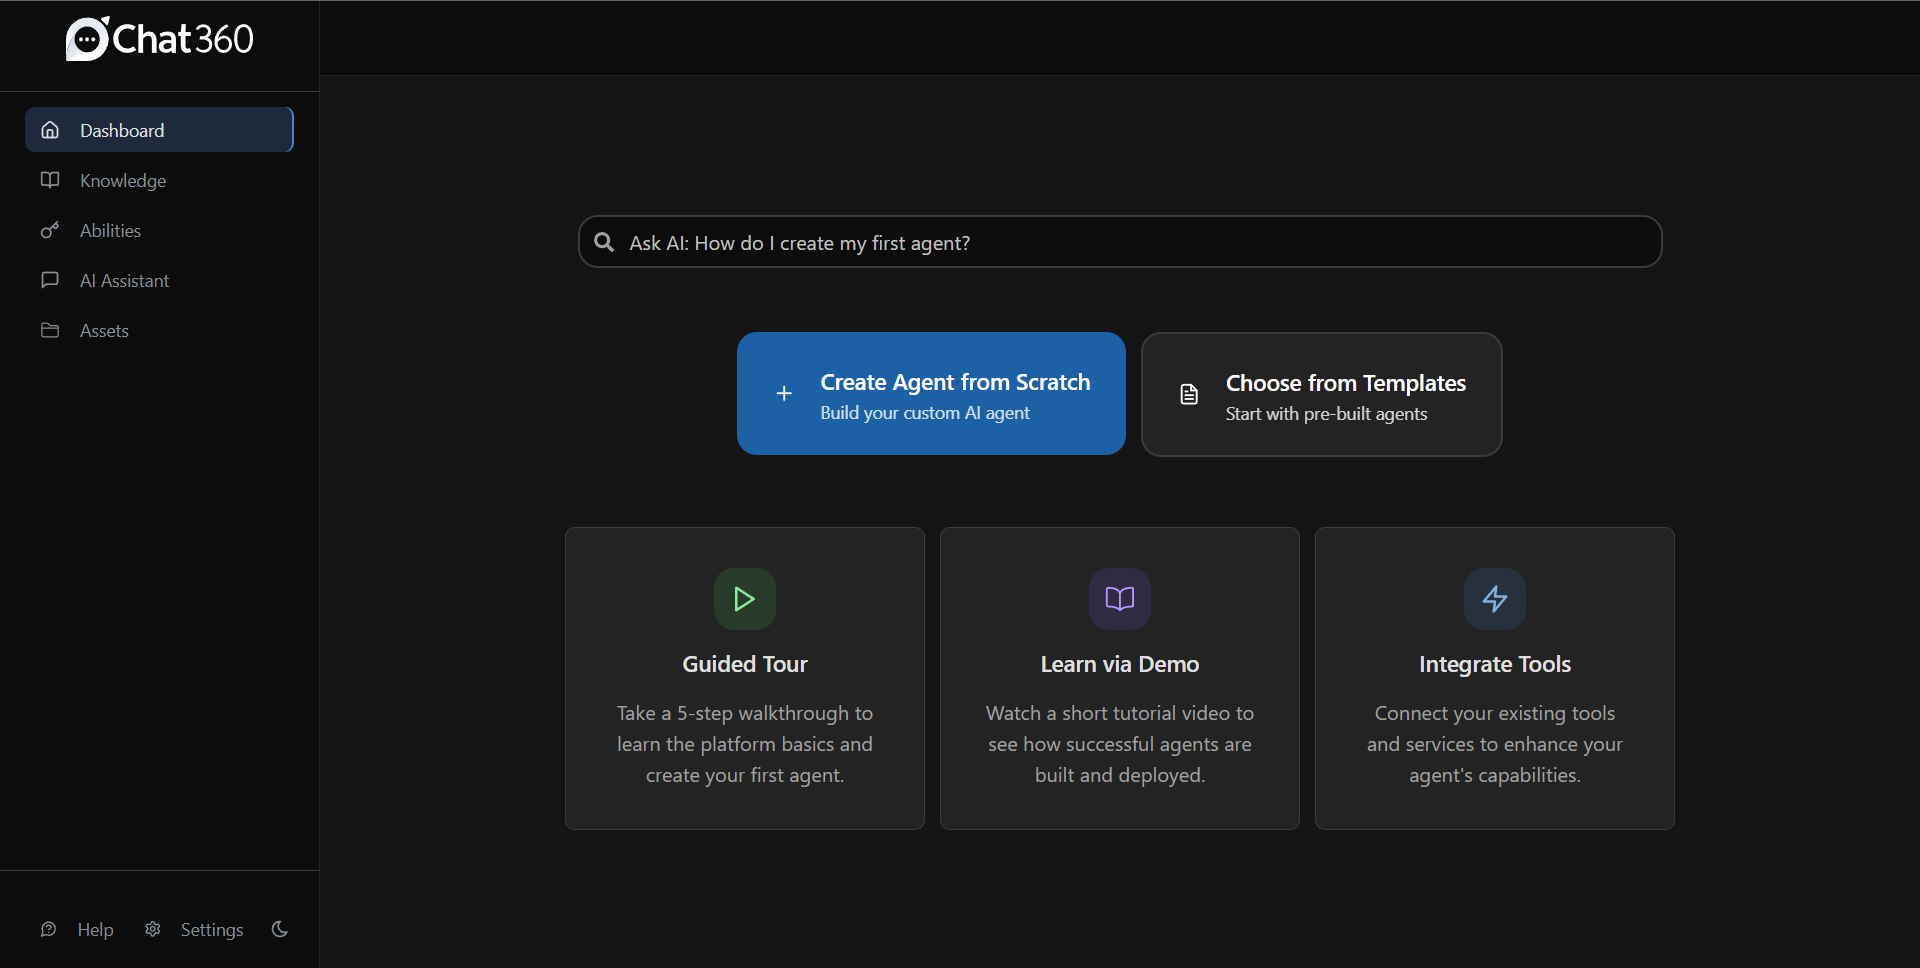 Chat360
Dashboard
Knowledge
Abilities
AI Assistant
Assets
Help
Settings
Ask AI: How do I create my first agent?
Create Agent from Scratch
Build your custom AI agent
Choose from Templates
Start with pre-built agents
Guided Tour
Take a 5-step walkthrough to
learn the platform basics and
create your first agent.
Learn via Demo
Watch a short tutorial video to
see how successful agents are
built and deployed.
Integrate Tools
Connect your existing tools
and services to enhance your
agent's capabilities.